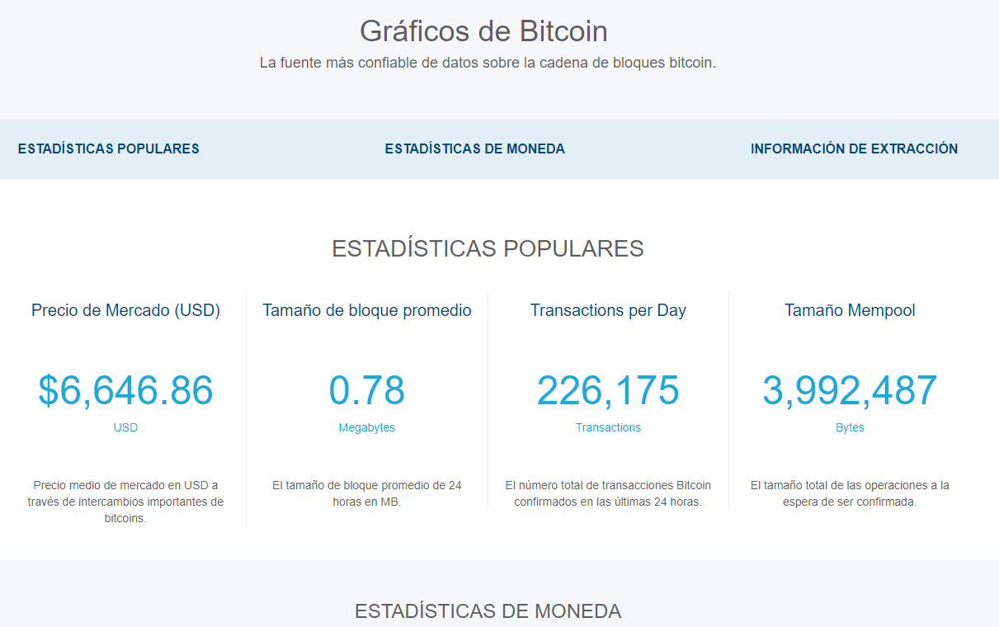 Gráficos de Bitcoin
La fuente más confiable de datos sobre la cadena de bloques bitcoin.
ESTADÍSTICAS POPULARES
ESTADÍSTICAS DE MONEDA
INFORMACIÓN DE EXTRACCIÓN
ESTADÍSTICAS POPULARES
Precio de Mercado (USD)
$6,646.86
USD
Precio medio de mercado en USD a
través de intercambios importantes de
bitcoins.
Tamaño de bloque promedio
0.78
Megabytes
El tamaño de bloque promedio de 24
horas en MB.
Transactions per Day
226,175
Transactions
El número total de transacciones Bitcoin
confirmados en las últimas 24 horas.
Tamaño Mempool
3,992,487
Bytes
El tamaño total de las operaciones a la
espera de ser confirmada.
ESTADÍSTICAS DE MONEDA